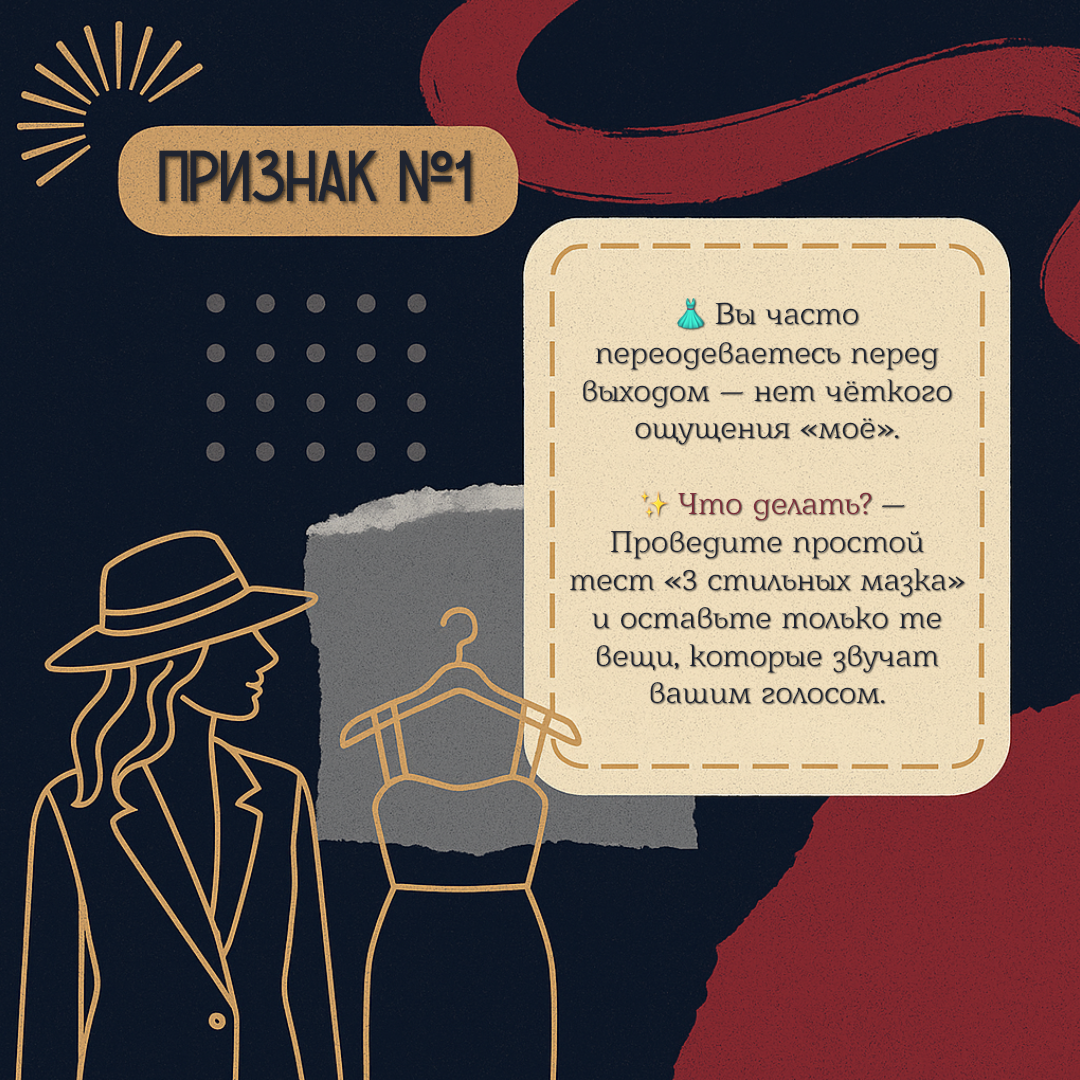 ПРИЗНАК №1
👗 Вы часто
переодеваетесь перед
выходом — нет чёткого
ощущения «моё».
✨ Что делать? —
Проведите простой
тест «3 стильных мазка»
и оставьте только те
вещи, которые звучат
вашим голосом.